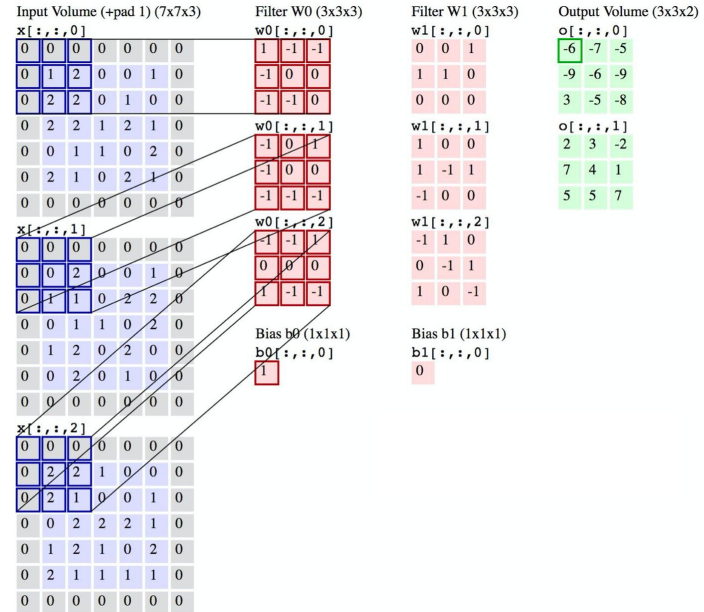 Input Volume (+pad 1) (7x7x3)
x[:,:,0]
0 0 0 0 0 0 0
0 1 2 0 0 1 0
0 2 2 0 1 0 0
0 2 2 1 2 1 0
0 0 1 1 0 2 0
0 2 1 0 2 1 0
0 0 0 0 0 0 0
x[:,:,1]
0 0 0 0 0 0 0
0 0 2 0 0 1 0
0 1 1 0 2 2 0
0 0 1 1 0 2 0
0 1 2 0 2 0 0
0 0 2 0 1 0 0
0 0 0 0 0 0 0
x[:,:,2]
0 0 0 0 0 0 0
0 2 2 1 0 0 0
0 2 1 0 0 1 0
0 0 2 2 2 1 0
0 1 2 1 0 2 0
0 2 1 1 1 1 0
0 0 0 0 0 0 0
Filter W0 (3x3x3)
w0[:,:,0]
1 -1 -1
-1 0 0
-1 -1 0
w0[:,:,1]
-1 0 1
-1 0 0
-1 -1 -1
w0[:,:,2]
-1 -1 1
0 0 0
1 -1 -1
Bias b0 (1x1x1)
b0[:,:,0]
1
Filter W1 (3x3x3)
w1[:,:,0]
0 0 1
1 1 0
0 0 0
w1[:,:,1]
1 0 0
1 -1 1
-1 0 0
w1[:,:,2]
-1 1 0
0 -1 1
1 0 -1
Bias b1 (1x1x1)
b1[:,:,0]
0
Output Volume (3x3x2)
o[:,:,0]
-6 -7 -5
-9 -6 -9
3 -5 -8
o[:,:,1]
2 3 -2
7 4 1
5 5 7